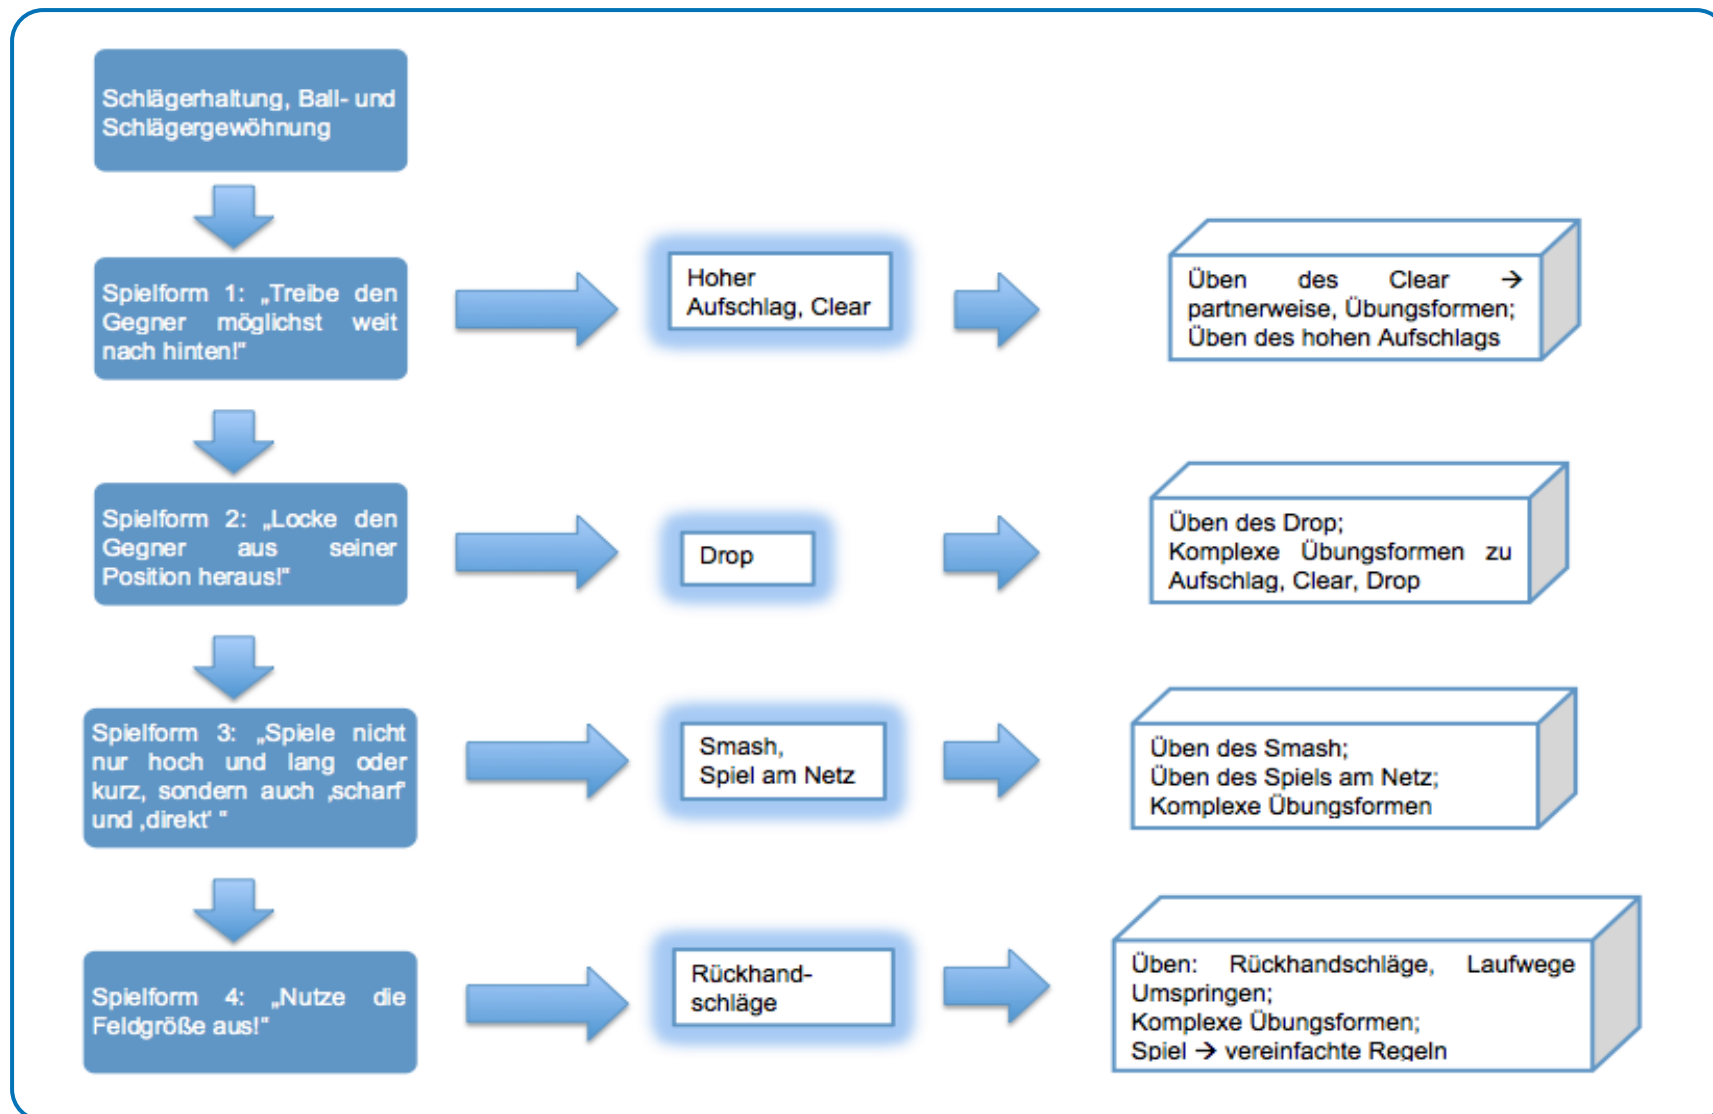 Schlägerhaltung, Ball- und
Schlägergewöhnung
Spielform 1: „Treibe den
Gegner möglichst weit
nach hinten!“
Hoher
Aufschlag, Clear
Üben des Clear →
partnerweise, Übungsformen;
Üben des hohen Aufschlags
Spielform 2: „Locke den
Gegner aus seiner
Position heraus!“
Drop
Üben des Drop;
Komplexe Übungsformen zu
Aufschlag, Clear, Drop
Spielform 3: „Spiele nicht
nur hoch und lang oder
kurz, sondern auch ‚scharf‘
und ‚direkt‘ “
Smash,
Spiel am Netz
Üben des Smash;
Üben des Spiels am Netz;
Komplexe Übungsformen
Spielform 4: „Nutze die
Feldgröße aus!“
Rückhand-
schläge
Üben: Rückhandschläge, Laufwege
Umspringen;
Komplexe Übungsformen;
Spiel → vereinfachte Regeln